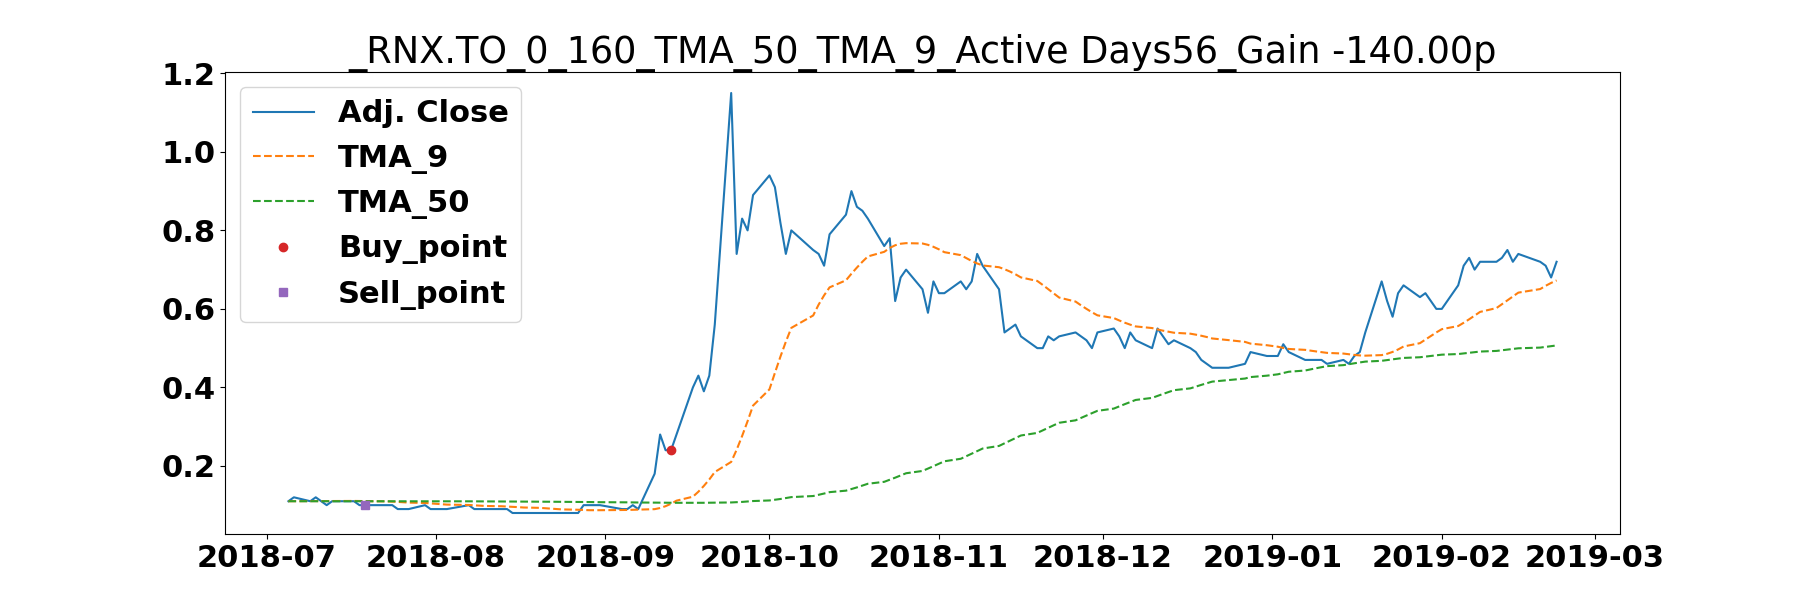 _RNX.TO_0_160_TMA_50_TMA_9_Active Days56_Gain -140.00p
1.2
1.0
0.8
0.6
0.4
0.2
Adj. Close
TMA_9
TMA_50
Buy_point
Sell_point
2018-07 2018-08 2018-09 2018-10 2018-11 2018-12 2019-01 2019-02 2019-03